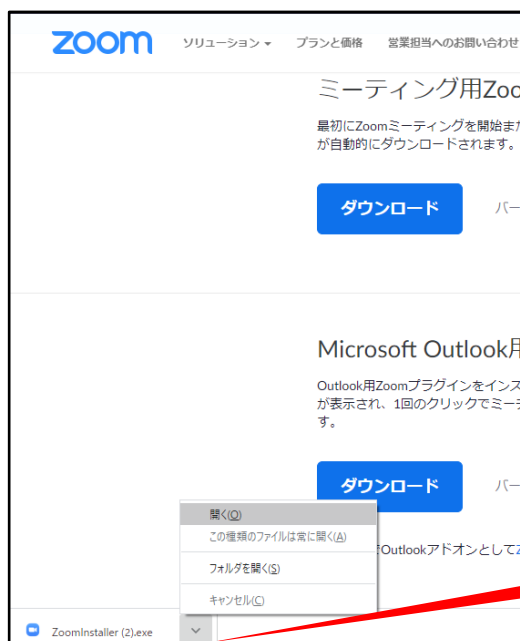 zoom ソリューション プランと価格 営業担当へのお問い合わせ
ミーティング用Zoo
最初にZoomミーティングを開始また
が自動的にダウンロードされます。
ダウンロード バー
Microsoft Outlook用
Outlook用Zoomプラグインをインス
が表示され、1回のクリックでミーテ
す。
ダウンロード バー
開く(O)
この種類のファイルは常に開く(A)
でOutlookアドオンとしてZ
フォルダを開く(S)
キャンセル(C)
ZoomInstaller (2).exe